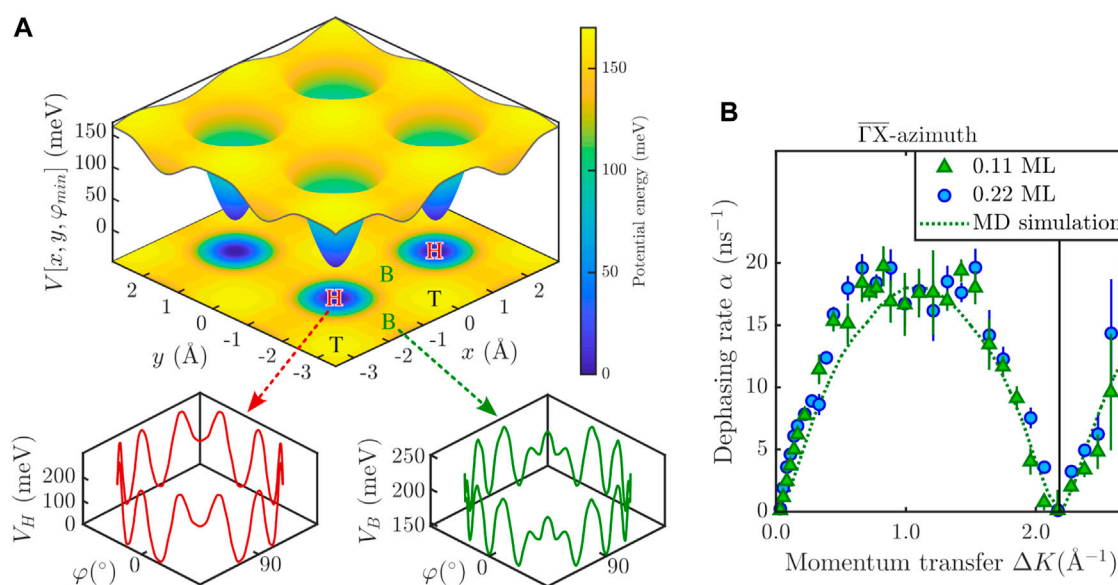 A
V[x, y, φmin] (meV)
150
100
50
0
2
1
0
-1
-2
-3
y (Å)
-3
-2
-1
0
1
2
x (Å)
H
H
B
B
T
T
150
100
50
0
Potential energy (meV)
V_H (meV)
200
100
0
0
90
φ(°)
V_B (meV)
250
200
150
0
90
φ(°)
B
ΓX-azimuth
0.11 ML
0.22 ML
MD simulation
Dephasing rate α (ns⁻¹)
20
15
10
5
0
0.0
1.0
2.0
Momentum transfer ΔK(Å⁻¹)